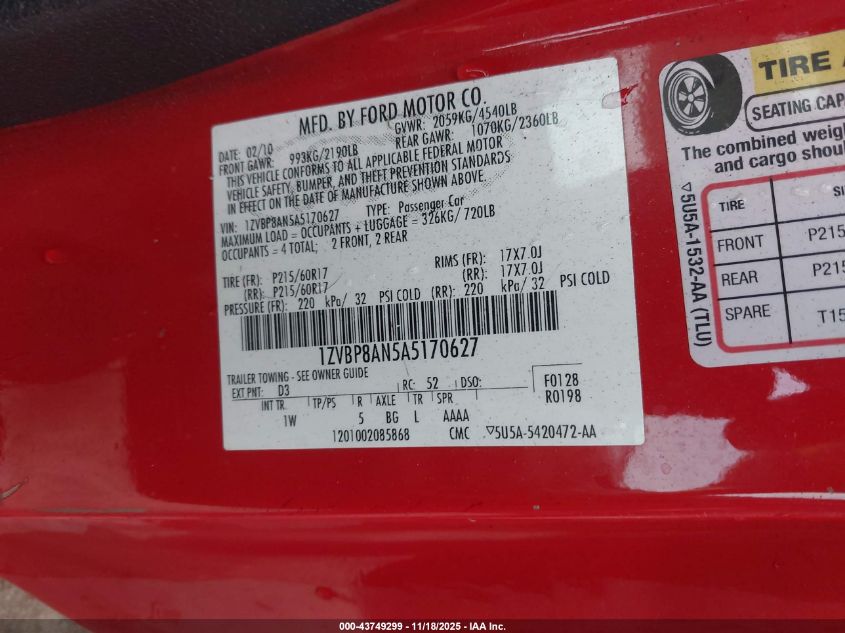 MFD. BY FORD MOTOR CO.
DATE: 02/10 GVWR: 2059KG/4540LB
FRONT GAWR: 993KG/2190LB REAR GAWR: 1070KG/2360LB
THIS VEHICLE CONFORMS TO ALL APPLICABLE FEDERAL MOTOR
VEHICLE SAFETY, BUMPER, AND THEFT PREVENTION STANDARDS
IN EFFECT ON THE DATE OF MANUFACTURE SHOWN ABOVE.
VIN: 1ZVBP8AN5A5170627 TYPE: Passenger Car
MAXIMUM LOAD = OCCUPANTS + LUGGAGE = 326KG/ 720LB
OCCUPANTS = 4 TOTAL; 2 FRONT, 2 REAR
TIRE (FR): P215/60R17 RIMS (FR): 17X7.0J
(RR): P215/60R17 (RR): 17X7.0J
PRESSURE (FR): 220 kPa/ 32 PSI COLD (RR): 220 kPa/ 32 PSI COLD
1ZVBP8AN5A5170627
TRAILER TOWING - SEE OWNER GUIDE
EXT PNT: D3 RC: 52 DSO: F0128
INT TR. TP/PS R AXLE TR SPR R0198
1W 5 BG L AAAA
1201002085868 CMC ▽5U5A-5420472-AA
TIRE A
SEATING CAP
The combined weig
and cargo shou
TIRE SI
FRONT P215
REAR P215
SPARE T15
▽5U5A-1532-AA (TLU)
000-43749299 - 11/18/2025 - IAA Inc.